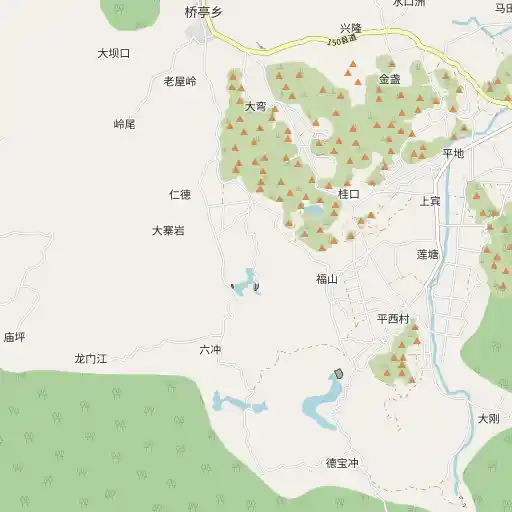 水口洲
马田
桥亭乡
兴隆
150县道
大坝口
老屋岭
金盏
大弯
岭尾
平地
仁德
桂口
上宾
大寨岩
莲塘
福山
平西村
庙坪
六冲
龙门江
大刚
德宝冲